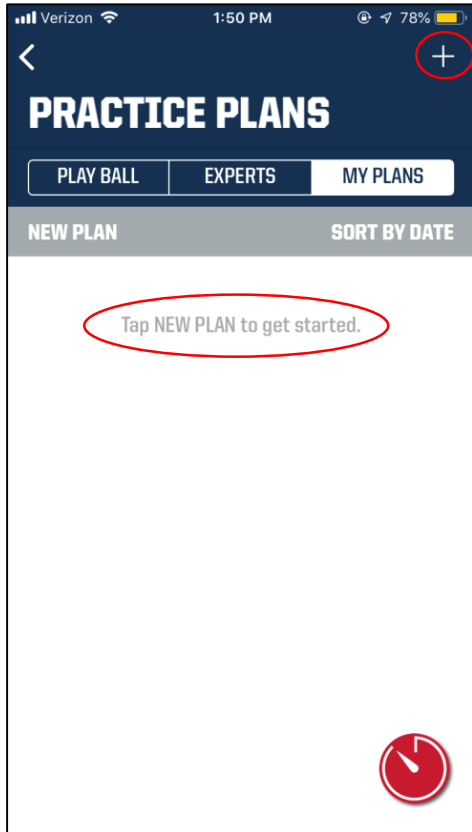 Verizon 1:50 PM 78%
PRACTICE PLANS
PLAY BALL EXPERTS MY PLANS
NEW PLAN SORT BY DATE
Tap NEW PLAN to get started.